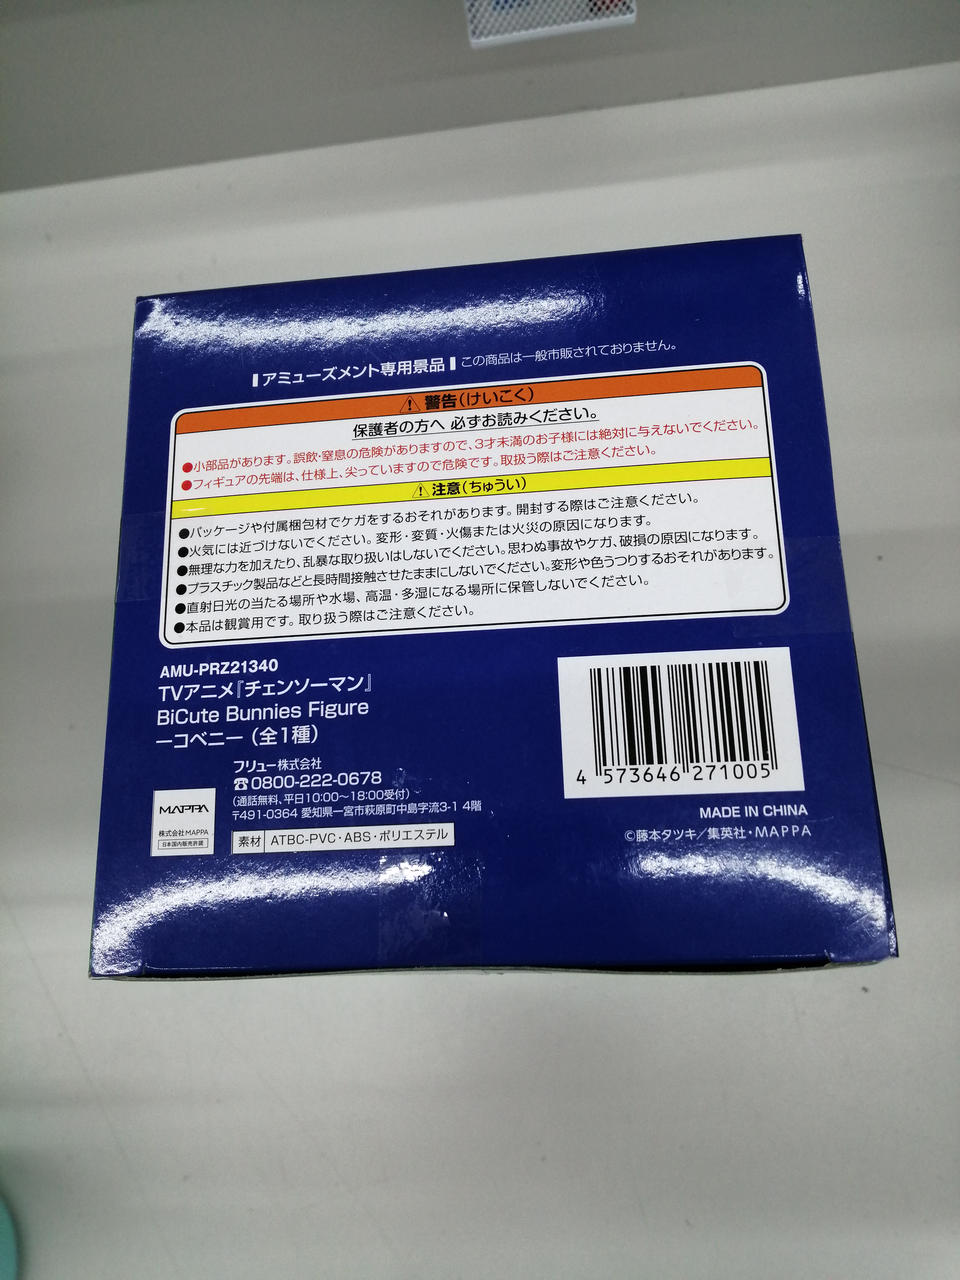 アミューズメント専用景品 この商品は一般市販されておりません。
警告(けいこく)
保護者の方へ 必ずお読みください。
●小部品があります。誤飲・窒息の危険がありますので、3才未満のお子様には絶対に与えないでください。
●フィギュアの先端は、仕様上、尖っていますので危険です。取扱う際はご注意ください。
注意(ちゅうい)
●パッケージや付属梱包材でケガをするおそれがあります。開封する際はご注意ください。
●火気には近づけないでください。変形・変質・火傷または火災の原因になります。
●無理な力を加えたり、乱暴な取り扱いはしないでください。思わぬ事故やケガ、破損の原因になります。
●プラスチック製品などと長時間接触させたままにしないでください。変形や色うつりするおそれがあります。
●直射日光の当たる場所や水場、高温・多湿になる場所に保管しないでください。
●本品は観賞用です。取り扱う際はご注意ください。
AMU-PRZ21340
TVアニメ『チェンソーマン』
BiCute Bunnies Figure
ーコベニー(全1種)
フリュー株式会社
☎0800-222-0678
(通話無料、平日10:00〜18:00受付)
〒491-0364 愛知県一宮市萩原町中島字流3-1 4階
MAPPA
株式会社MAPPA
日本国内販売許諾
素材 ATBC-PVC・ABS・ポリエステル
4 573646 271005
MADE IN CHINA
©藤本タツキ/集英社・MAPPA